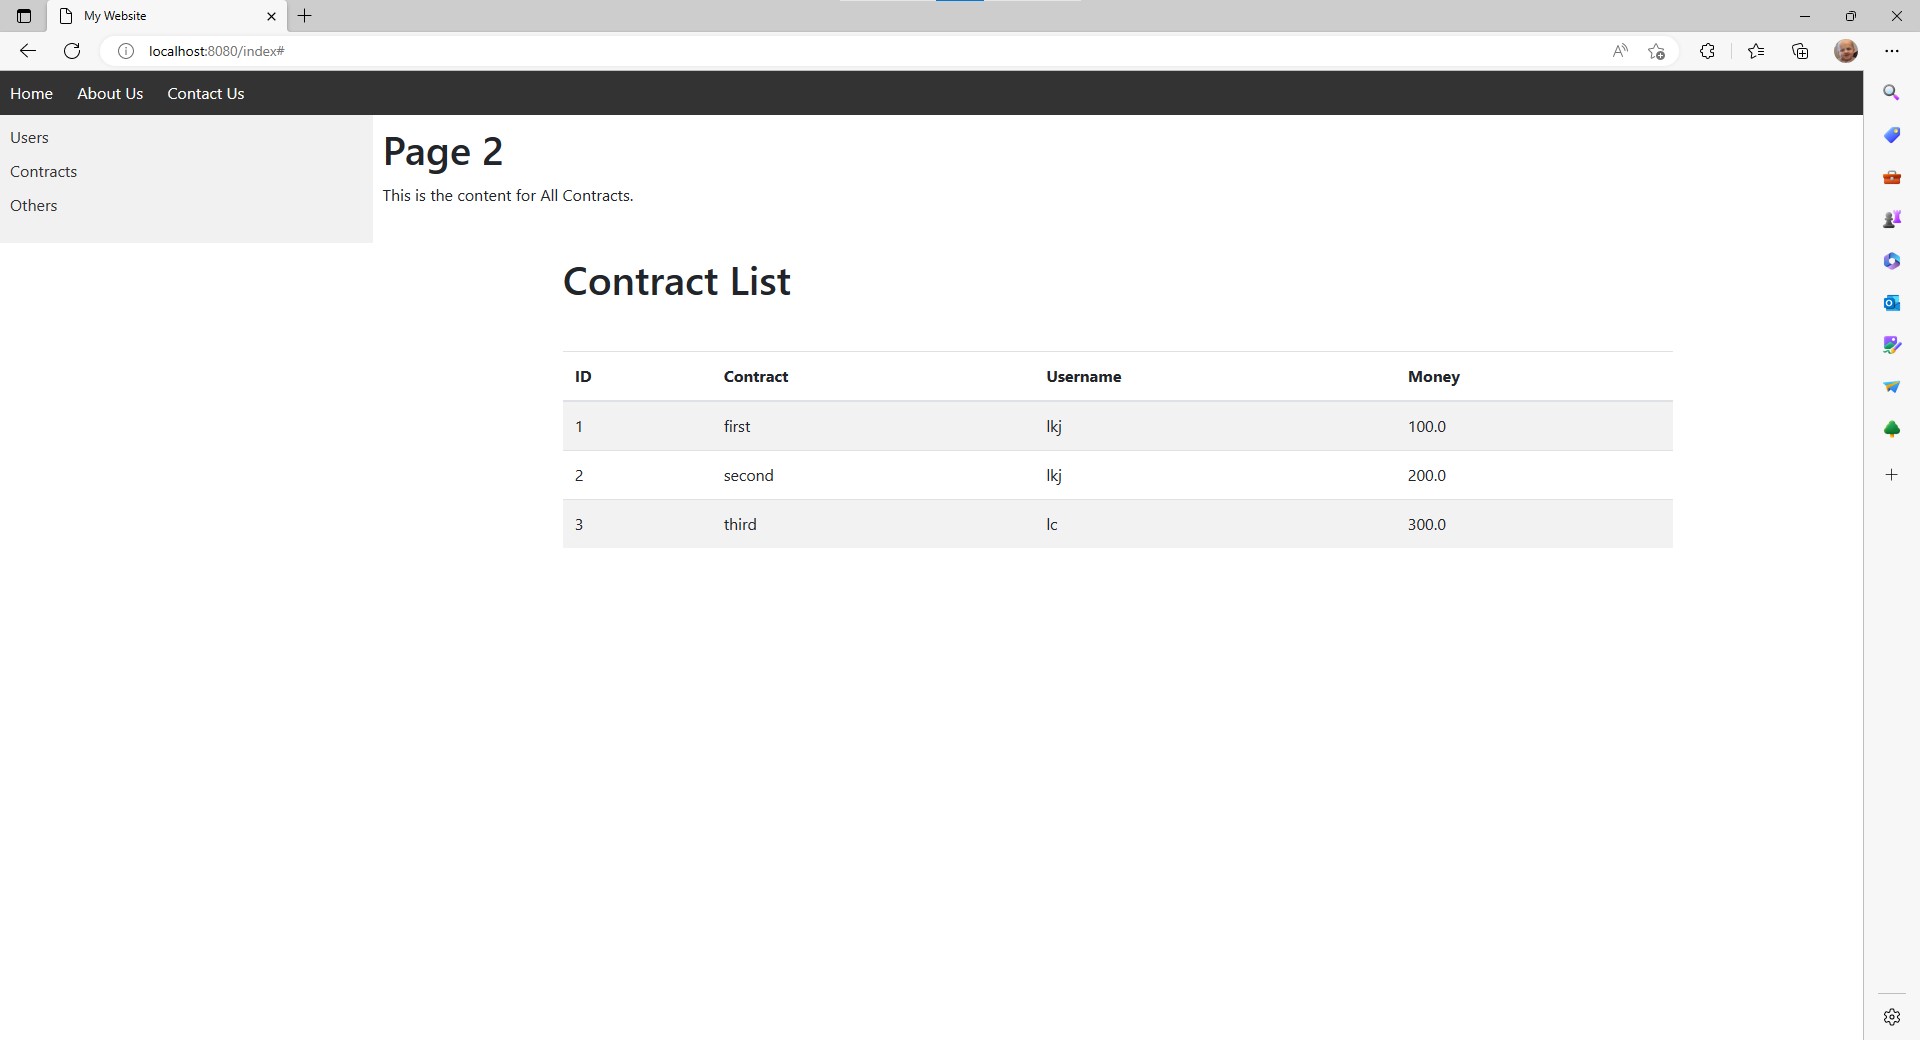 My Website
localhost:8080/index#
Home About Us Contact Us
Users
Contracts
Others
Page 2
This is the content for All Contracts.
Contract List
ID Contract Username Money
1 first lkj 100.0
2 second lkj 200.0
3 third lc 300.0